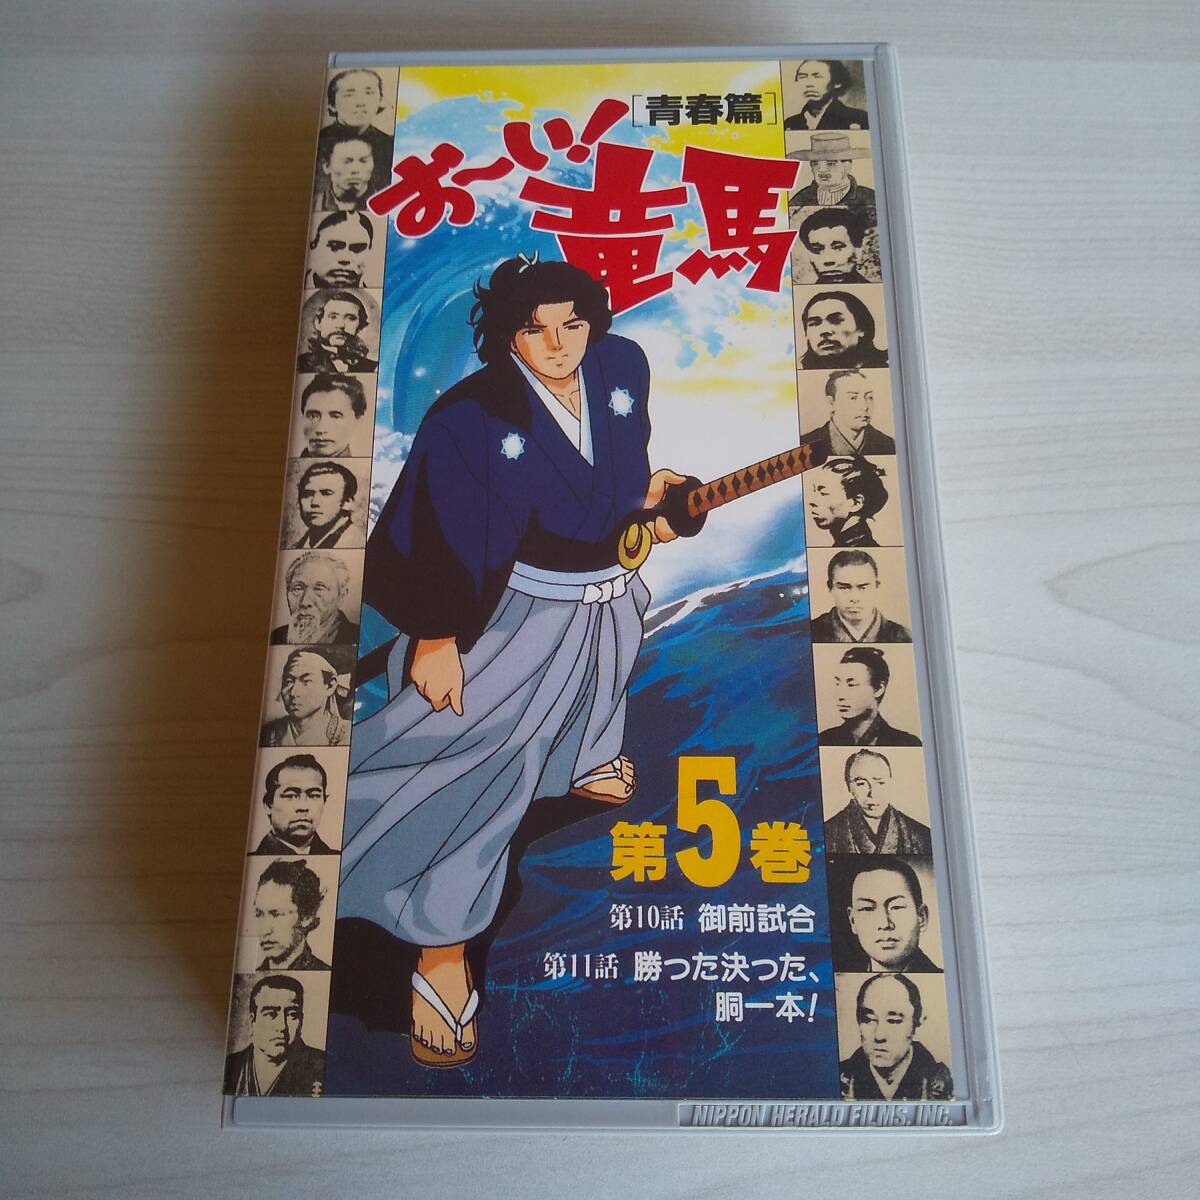 [青春篇]
お〜い!竜馬
第5巻
第10話 御前試合
第11話 勝った決った、
胴一本!
NIPPON HERALD FILMS, INC.